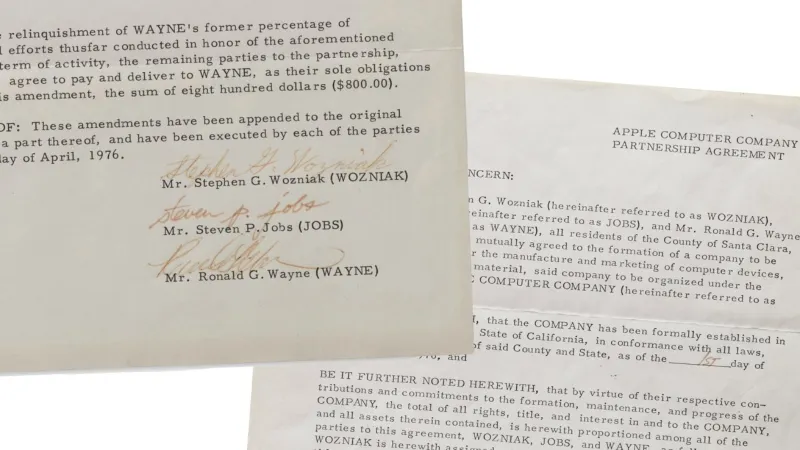 relinquishment of WAYNE's former percentage of
efforts thusfar conducted in honor of the aforementioned
term of activity, the remaining parties to the partnership,
agree to pay and deliver to WAYNE, as their sole obligations
amendment, the sum of eight hundred dollars ($800.00).
OF: These amendments have been appended to the original
a part thereof, and have been executed by each of the parties
day of April, 1976.
Stephen G. Wozniak
Mr. Stephen G. Wozniak (WOZNIAK)
steven p. jobs
Mr. Steven P. Jobs (JOBS)
Mr. Ronald G. Wayne (WAYNE)
APPLE COMPUTER COMPANY
PARTNERSHIP AGREEMENT
NCERN:
G. Wozniak (hereinafter referred to as WOZNIAK),
referred to as JOBS), and Mr. Ronald G. Wayne
as WAYNE), all residents of the County of Santa Clara,
mutually agreed to the formation of a company to be
the manufacture and marketing of computer devices,
material, said company to be organized under the
COMPUTER COMPANY (hereinafter referred to as
that the COMPANY has been formally established in
State of California, in conformance with all laws,
of said County and State, as of the 1st day of
and
BE IT FURTHER NOTED HEREWITH, that by virtue of their respective con-
tributions and commitments to the formation, maintenance, and progress of the
COMPANY, the total of all rights, title, and interest in and to the COMPANY,
and all assets therein contained, is herewith proportioned among all of the
parties to this agreement, WOZNIAK, JOBS, and WAYNE,
WOZNIAK is herewith